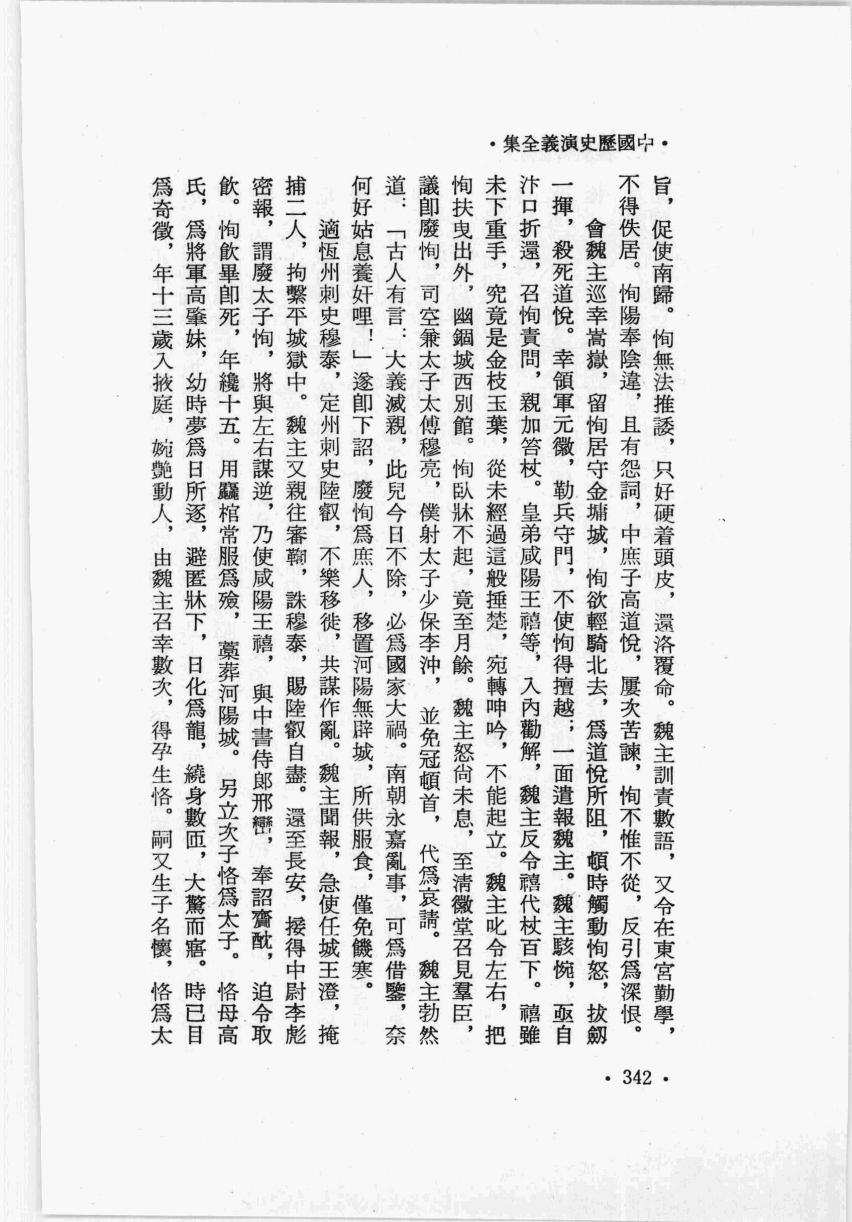 •中國歷史演義全集•
旨，促使南歸。恂無法推諉，只好硬着頭皮，還洛覆命。魏主訓責數語，又令在東宮勤學，
不得佚居。恂陽奉陰違，且有怨詞，中庶子高道悅，屢次苦諫，恂不惟不從，反引爲深恨。
會魏主巡幸嵩嶽，留恂居守金墉城，恂欲輕騎北去，爲道悅所阻，頓時觸動恂怒，拔劒
一揮，殺死道悅。幸領軍元徽，勒兵守門，不使恂得擅越；一面遣報魏主。魏主駭惋，亟自
汴口折還，召恂責問，親加笞杖。皇弟咸陽王禧等，入內勸解，魏主反令禧代杖百下。禧雖
未下重手，究竟是金枝玉葉，從未經過這般捶楚，宛轉呻吟，不能起立。魏主叱令左右，把
恂扶曳出外，幽錮城西別館。恂臥牀不起，竟至月餘。魏主怒尙未息，至淸徽堂召見羣臣，
議卽廢恂，司空兼太子太傅穆亮，僕射太子少保李沖，並免冠頓首，代爲哀請。魏主勃然
道：「古人有言：大義滅親，此兒今日不除，必爲國家大禍。南朝永嘉亂事，可爲借鑒，奈
何好姑息養奸哩！」遂卽下詔，廢恂爲庶人，移置河陽無辟城，所供服食，僅免饑寒。
適恆州刺史穆泰，定州刺史陸叡，不樂移徙，共謀作亂。魏主聞報，急使任城王澄，掩
捕二人，拘繫平城獄中。魏主又親往審鞫，誅穆泰，賜陸叡自盡。還至長安，接得中尉李彪
密報，謂廢太子恂，將與左右謀逆，乃使咸陽王禧，與中書侍郎邢巒，奉詔齎酖，迫令取
飮。恂飮畢卽死，年纔十五。用麤棺常服爲殮，藁葬河陽城。另立次子恪爲太子。恪母高
氏，爲將軍高肇妹，幼時夢爲日所逐，避匿牀下，日化爲龍，繞身數匝，大驚而寤。時已目
爲奇徵，年十三歲入掖庭，婉艷動人，由魏主召幸數次，得孕生恪。嗣又生子名懷，恪爲太
• 342 •